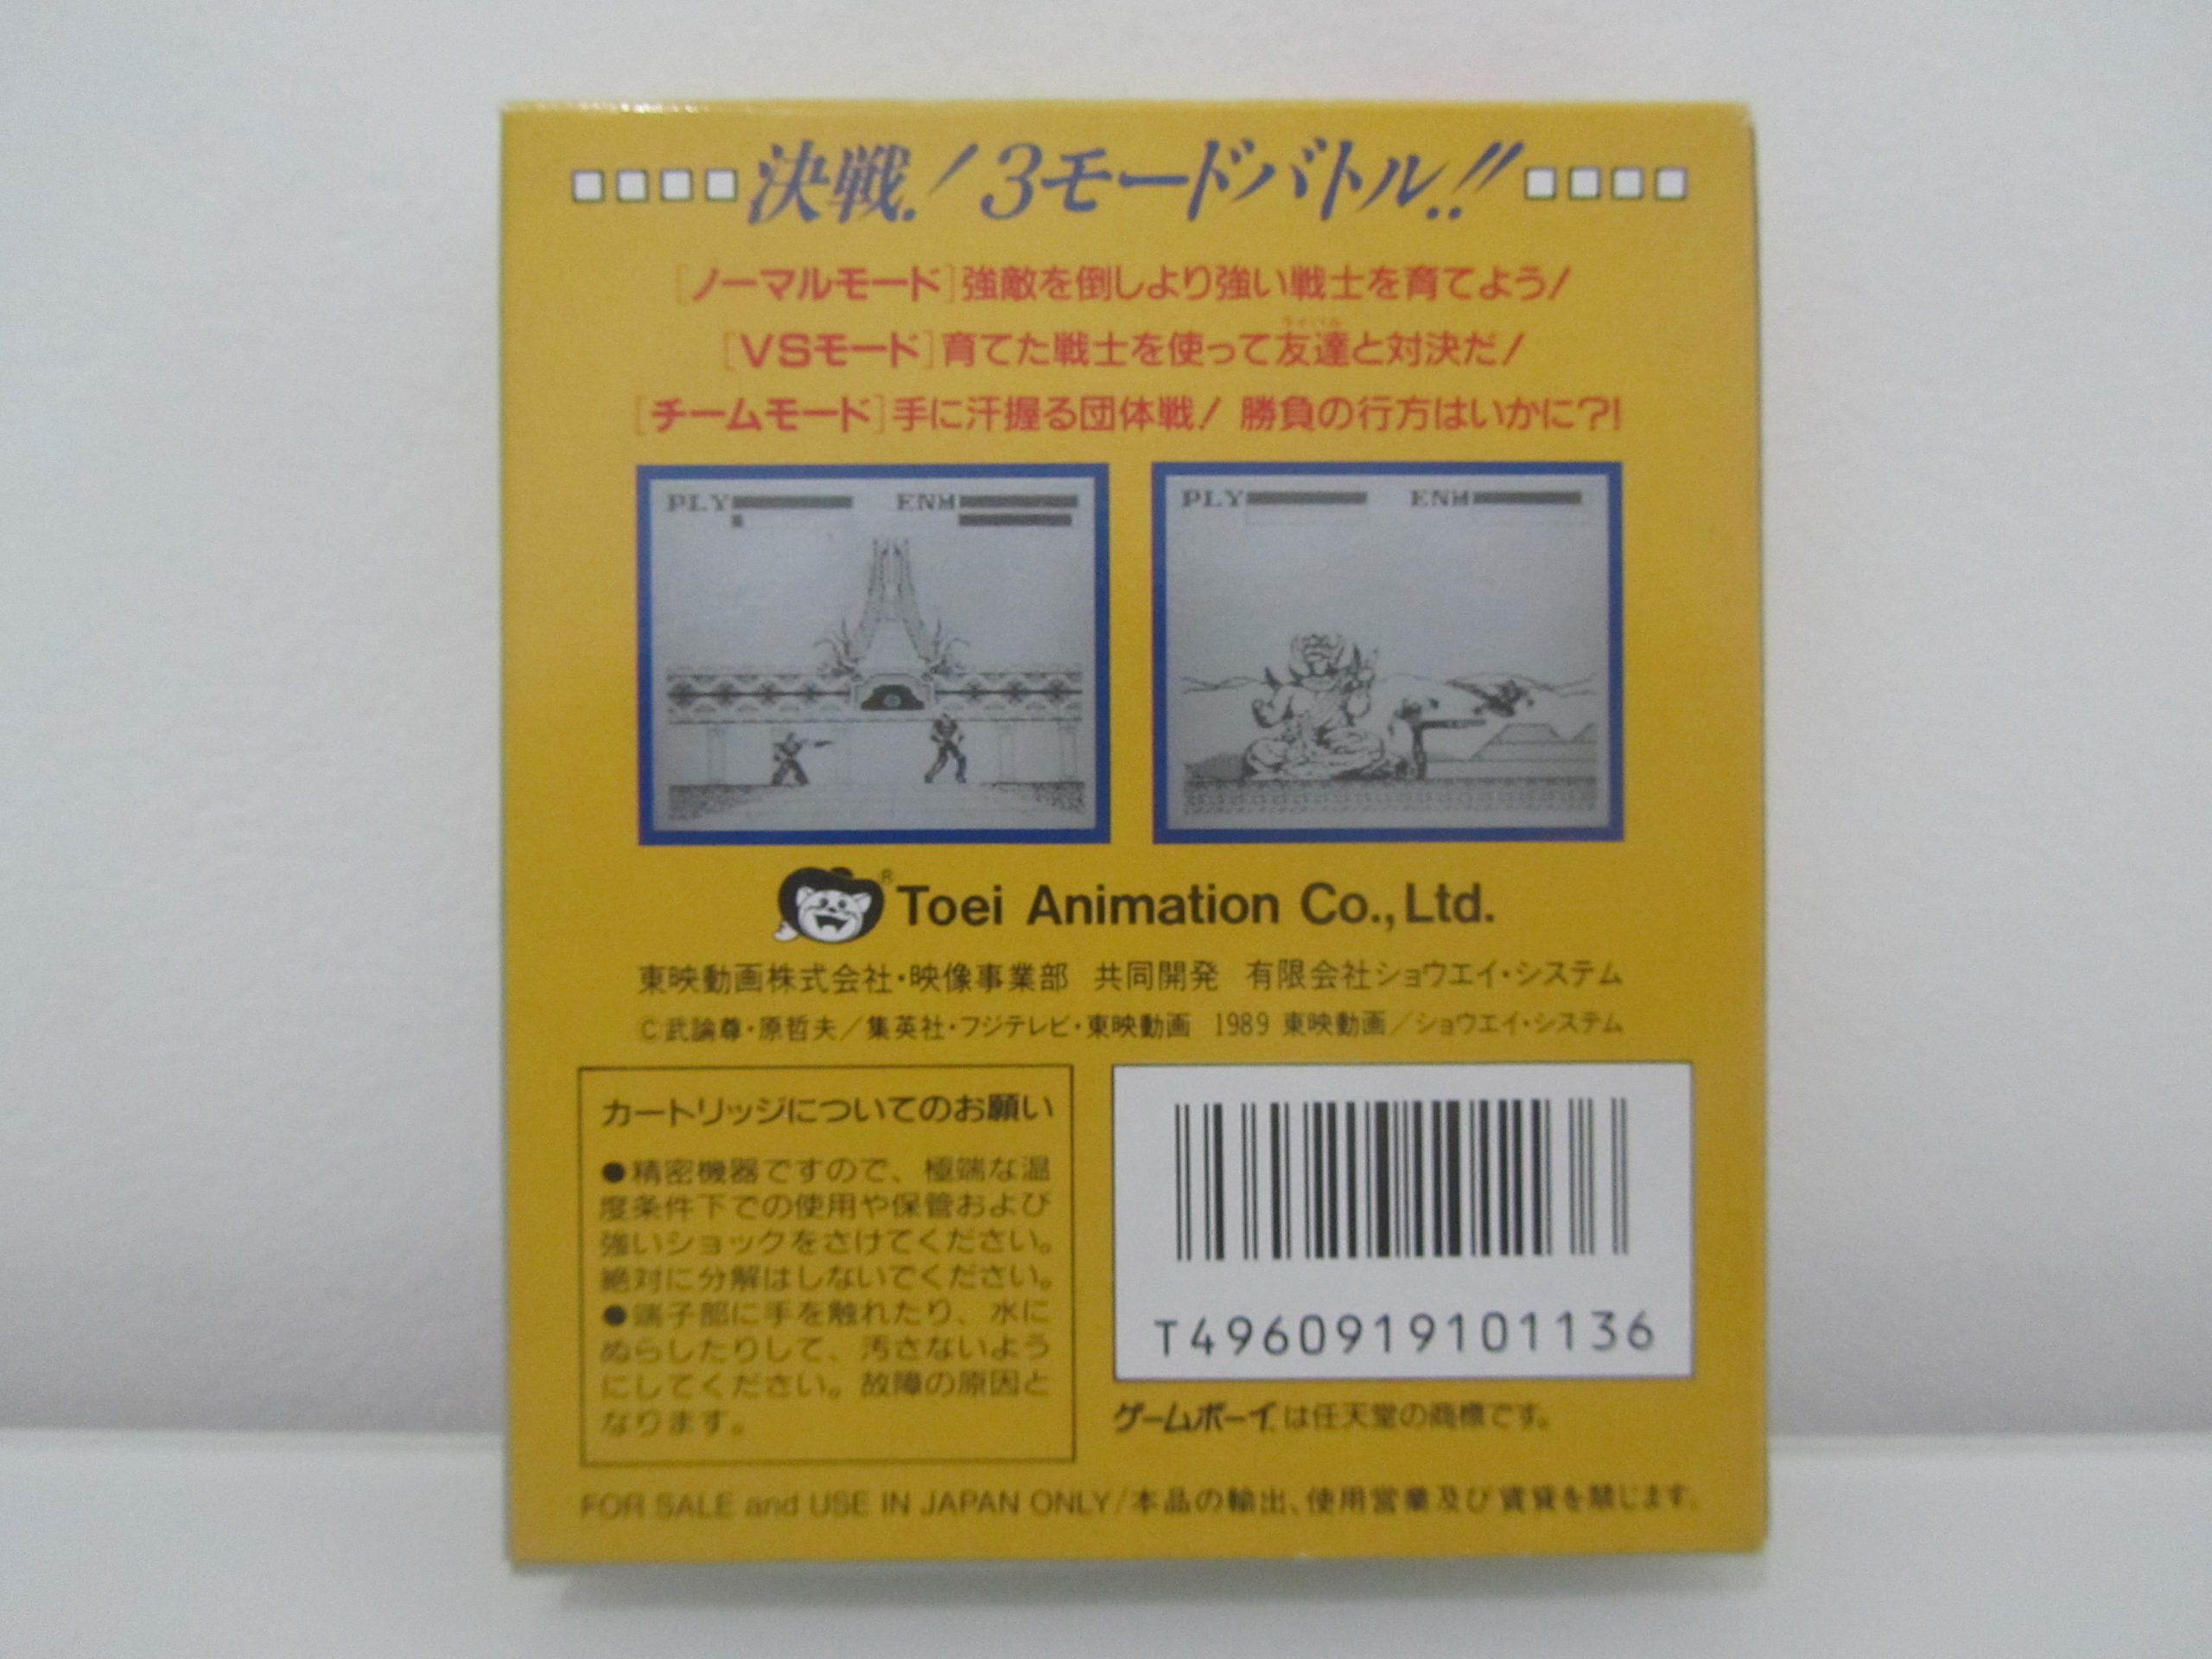 決戦！3モードバトル!!
［ノーマルモード］強敵を倒しより強い戦士を育てよう！
ライバル
［VSモード］育てた戦士を使って友達と対決だ！
［チームモード］手に汗握る団体戦！ 勝負の行方はいかに?!
PLY ENM
PLY ENM
® Toei Animation Co., Ltd.
東映動画株式会社・映像事業部 共同開発 有限会社ショウエイ・システム
©武論尊・原哲夫／集英社・フジテレビ・東映動画 1989 東映動画／ショウエイ・システム
カートリッジについてのお願い
●精密機器ですので、極端な温
度条件下での使用や保管および
強いショックをさけてください。
絶対に分解はしないでください。
●端子部に手を触れたり、水に
ぬらしたりして、汚さないよう
にしてください。故障の原因と
なります。
T4960919101136
ゲームボーイは任天堂の商標です。
FOR SALE and USE IN JAPAN ONLY/本品の輸出、使用営業及び賃貸を禁じます。